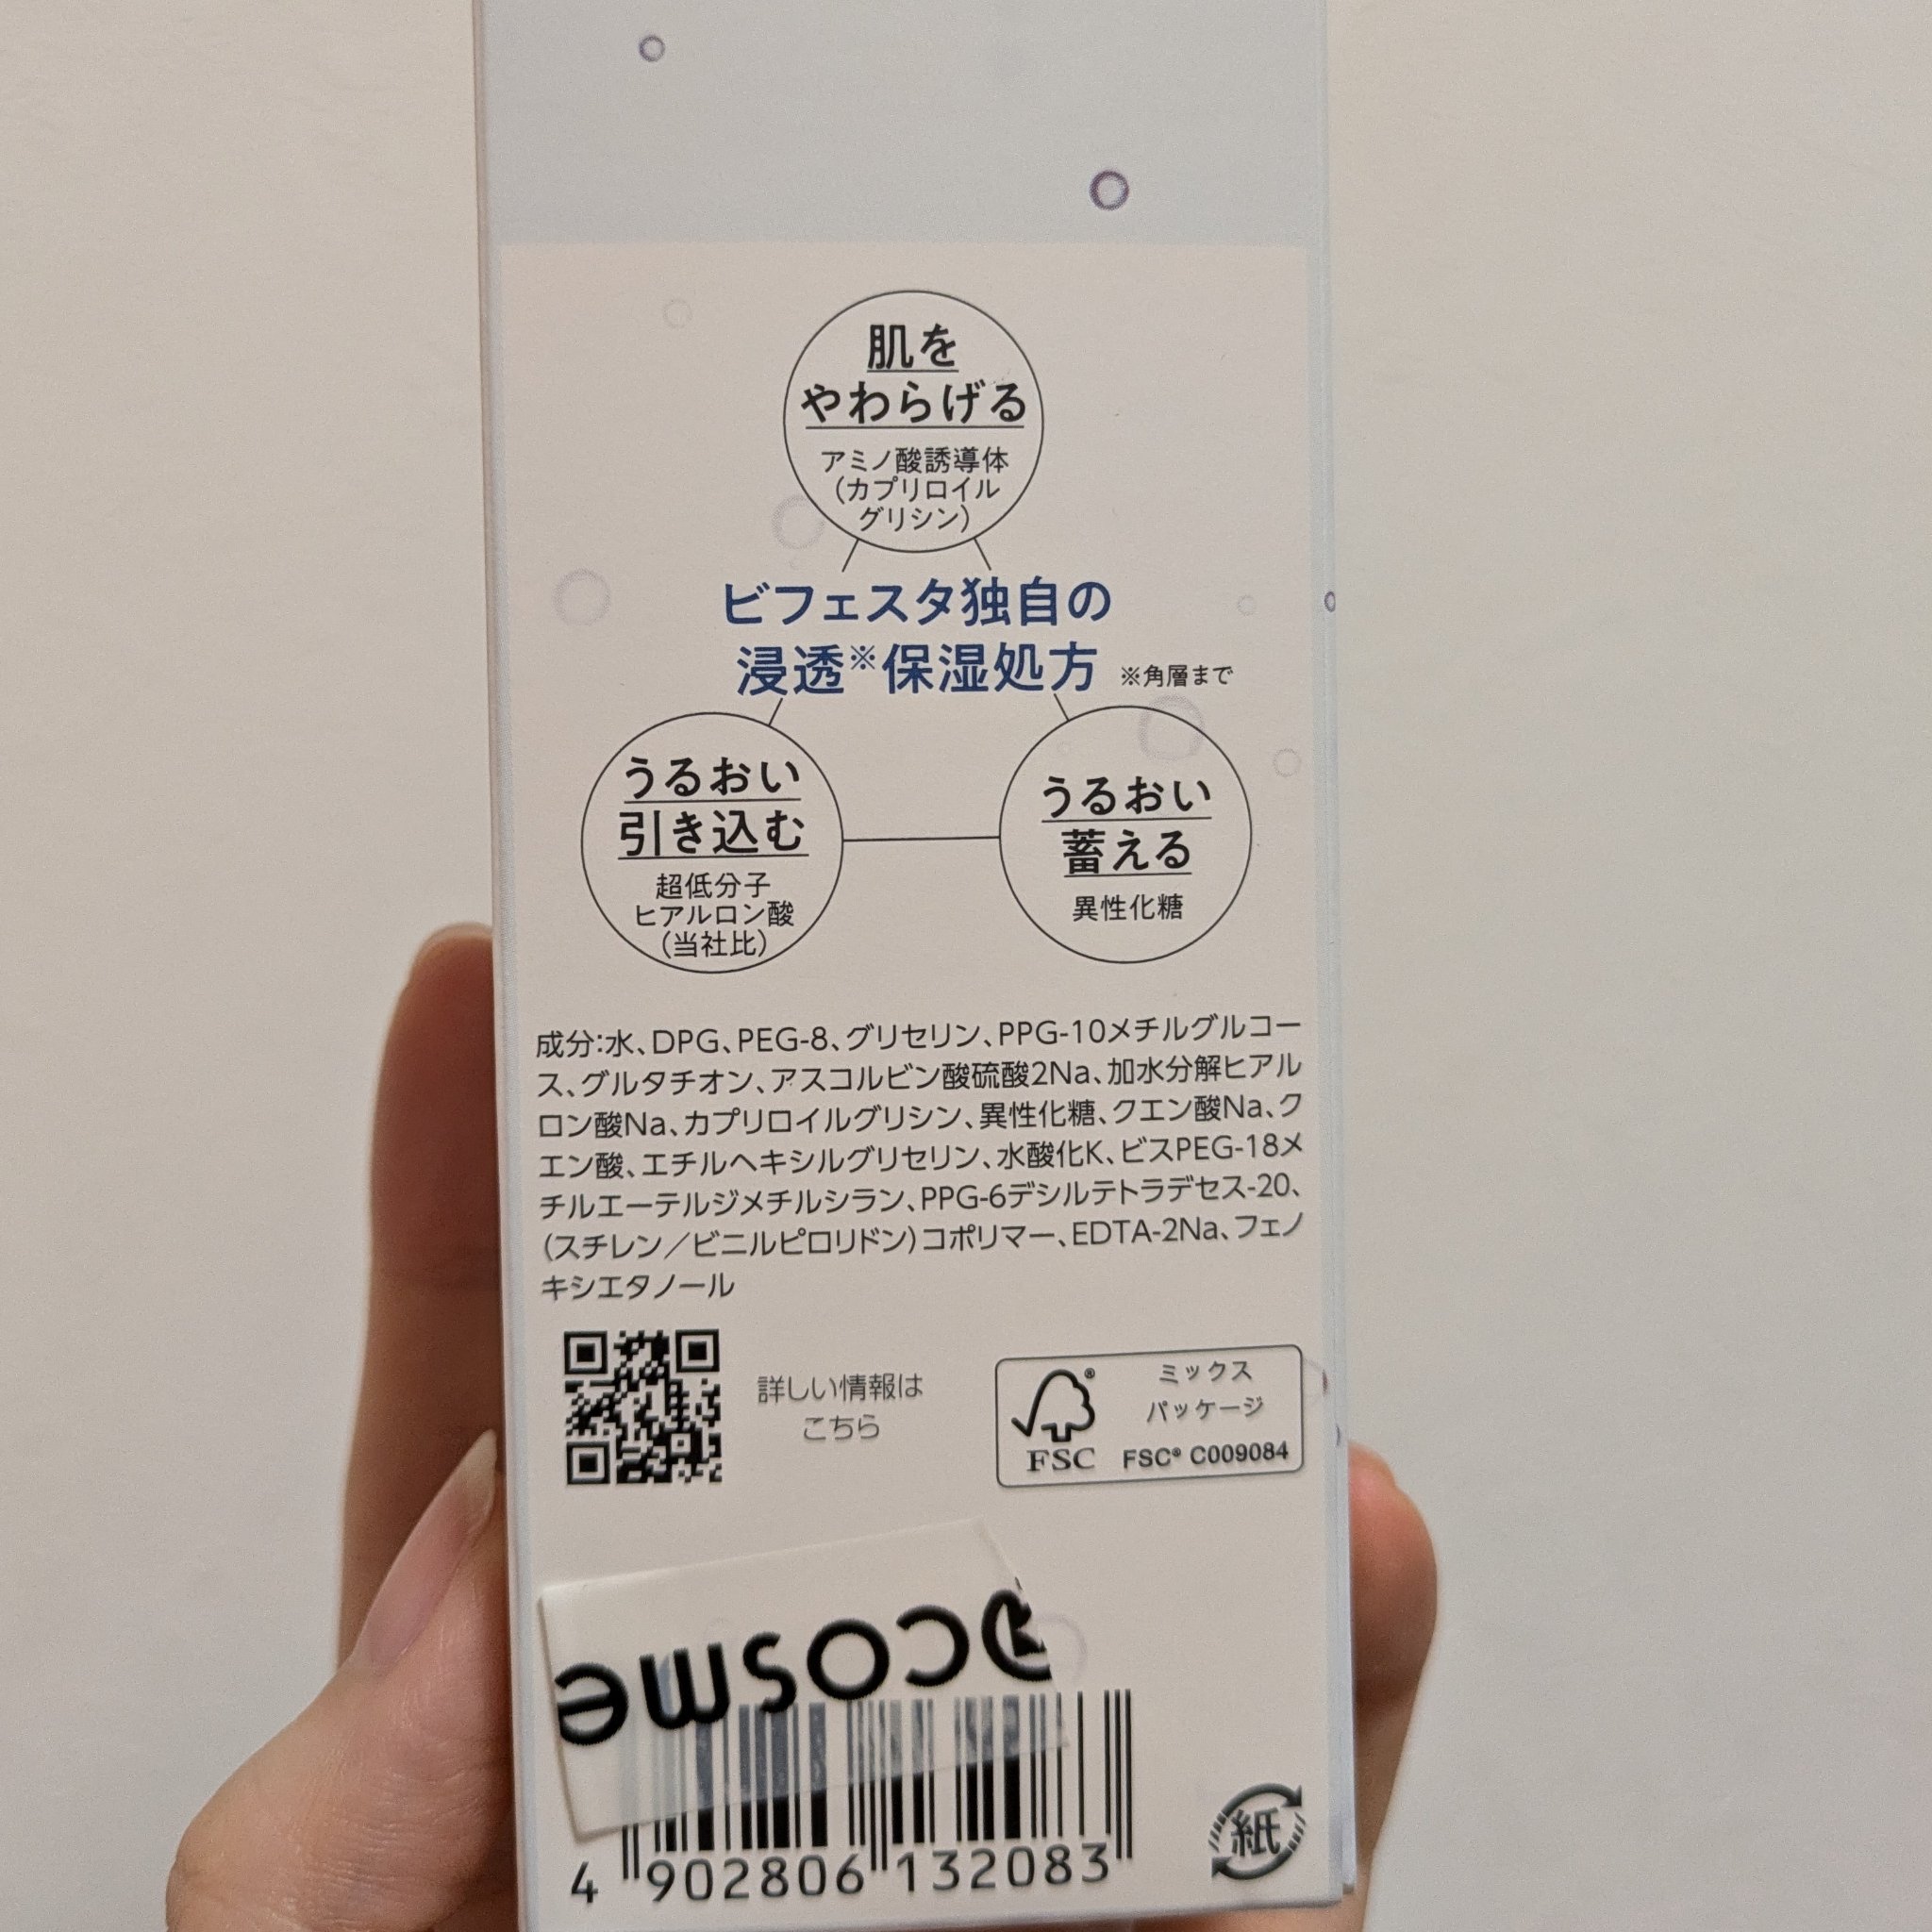 肌を
やわらげる
アミノ酸誘導体
(カプリロイル
グリシン)
ビフェスタ独自の
浸透※保湿処方 ※角層まで
うるおい
引き込む
超低分子
ヒアルロン酸
(当社比)
うるおい
蓄える
異性化糖
成分:水、DPG、PEG-8、グリセリン、PPG-10メチルグルコー
ス、グルタチオン、アスコルビン酸硫酸2Na、加水分解ヒアル
ロン酸Na、カプリロイルグリシン、異性化糖、クエン酸Na、ク
エン酸、エチルヘキシルグリセリン、水酸化K、ビスPEG-18メ
チルエーテルジメチルシラン、PPG-6デシルテトラデセス-20、
(スチレン/ビニルピロリドン)コポリマー、EDTA-2Na、フェノ
キシエタノール
詳しい情報は
こちら
® ミックス
パッケージ
FSC FSC® C009084
@cosme
4 902806 132083
紙